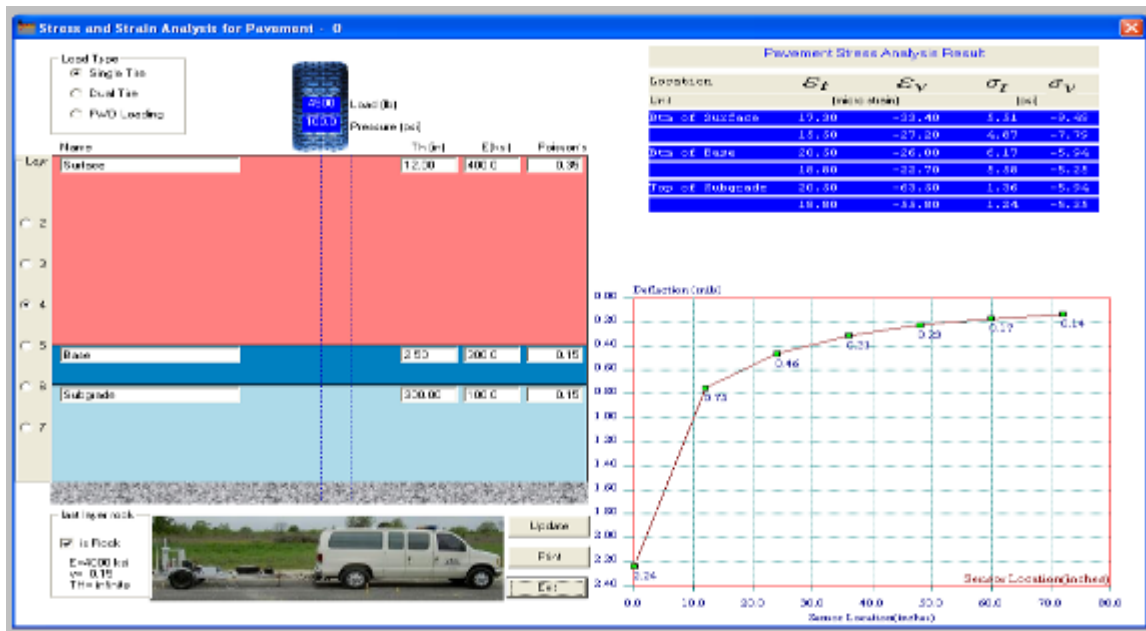 Stress and Strain Analysis for Pavement - 0
Load Type
Single Tire
Dual Tire
FWD Loading
4500 Load (lb)
100.0 Pressure (psi)
Pavement Stress Analysis Result
Location εt εv σt σv
Unit (micro strain) (psi)
Btm of Surface 17.30 -33.40 5.51 -9.48
15.50 -27.20 4.87 -7.79
Btm of Base 20.50 -26.00 6.17 -5.94
18.80 -22.70 5.58 -5.25
Top of Subgrade 20.50 -63.50 1.36 -5.94
18.80 -55.80 1.24 -5.25
Layer Name Th (in) E(ksi) Poisson's
Surface 12.00 400.0 0.35
2
3
4
5
Base 2.50 200.0 0.15
6
Subgrade 300.00 100.0 0.15
7
last layer rock
is Rock
E=4000 ksi
v= 0.15
TH= infinite
Update
Print
Exit
Deflection (mils)
0.00
0.20
0.40
0.60
0.80
1.00
1.20
1.40
1.60
1.80
2.00
2.20
2.40
2.24
0.75
0.46
0.31
0.23
0.17
0.14
Sensor Location(inches)
0.0 10.0 20.0 30.0 40.0 50.0 60.0 70.0 80.0
Sensor Location(inches)